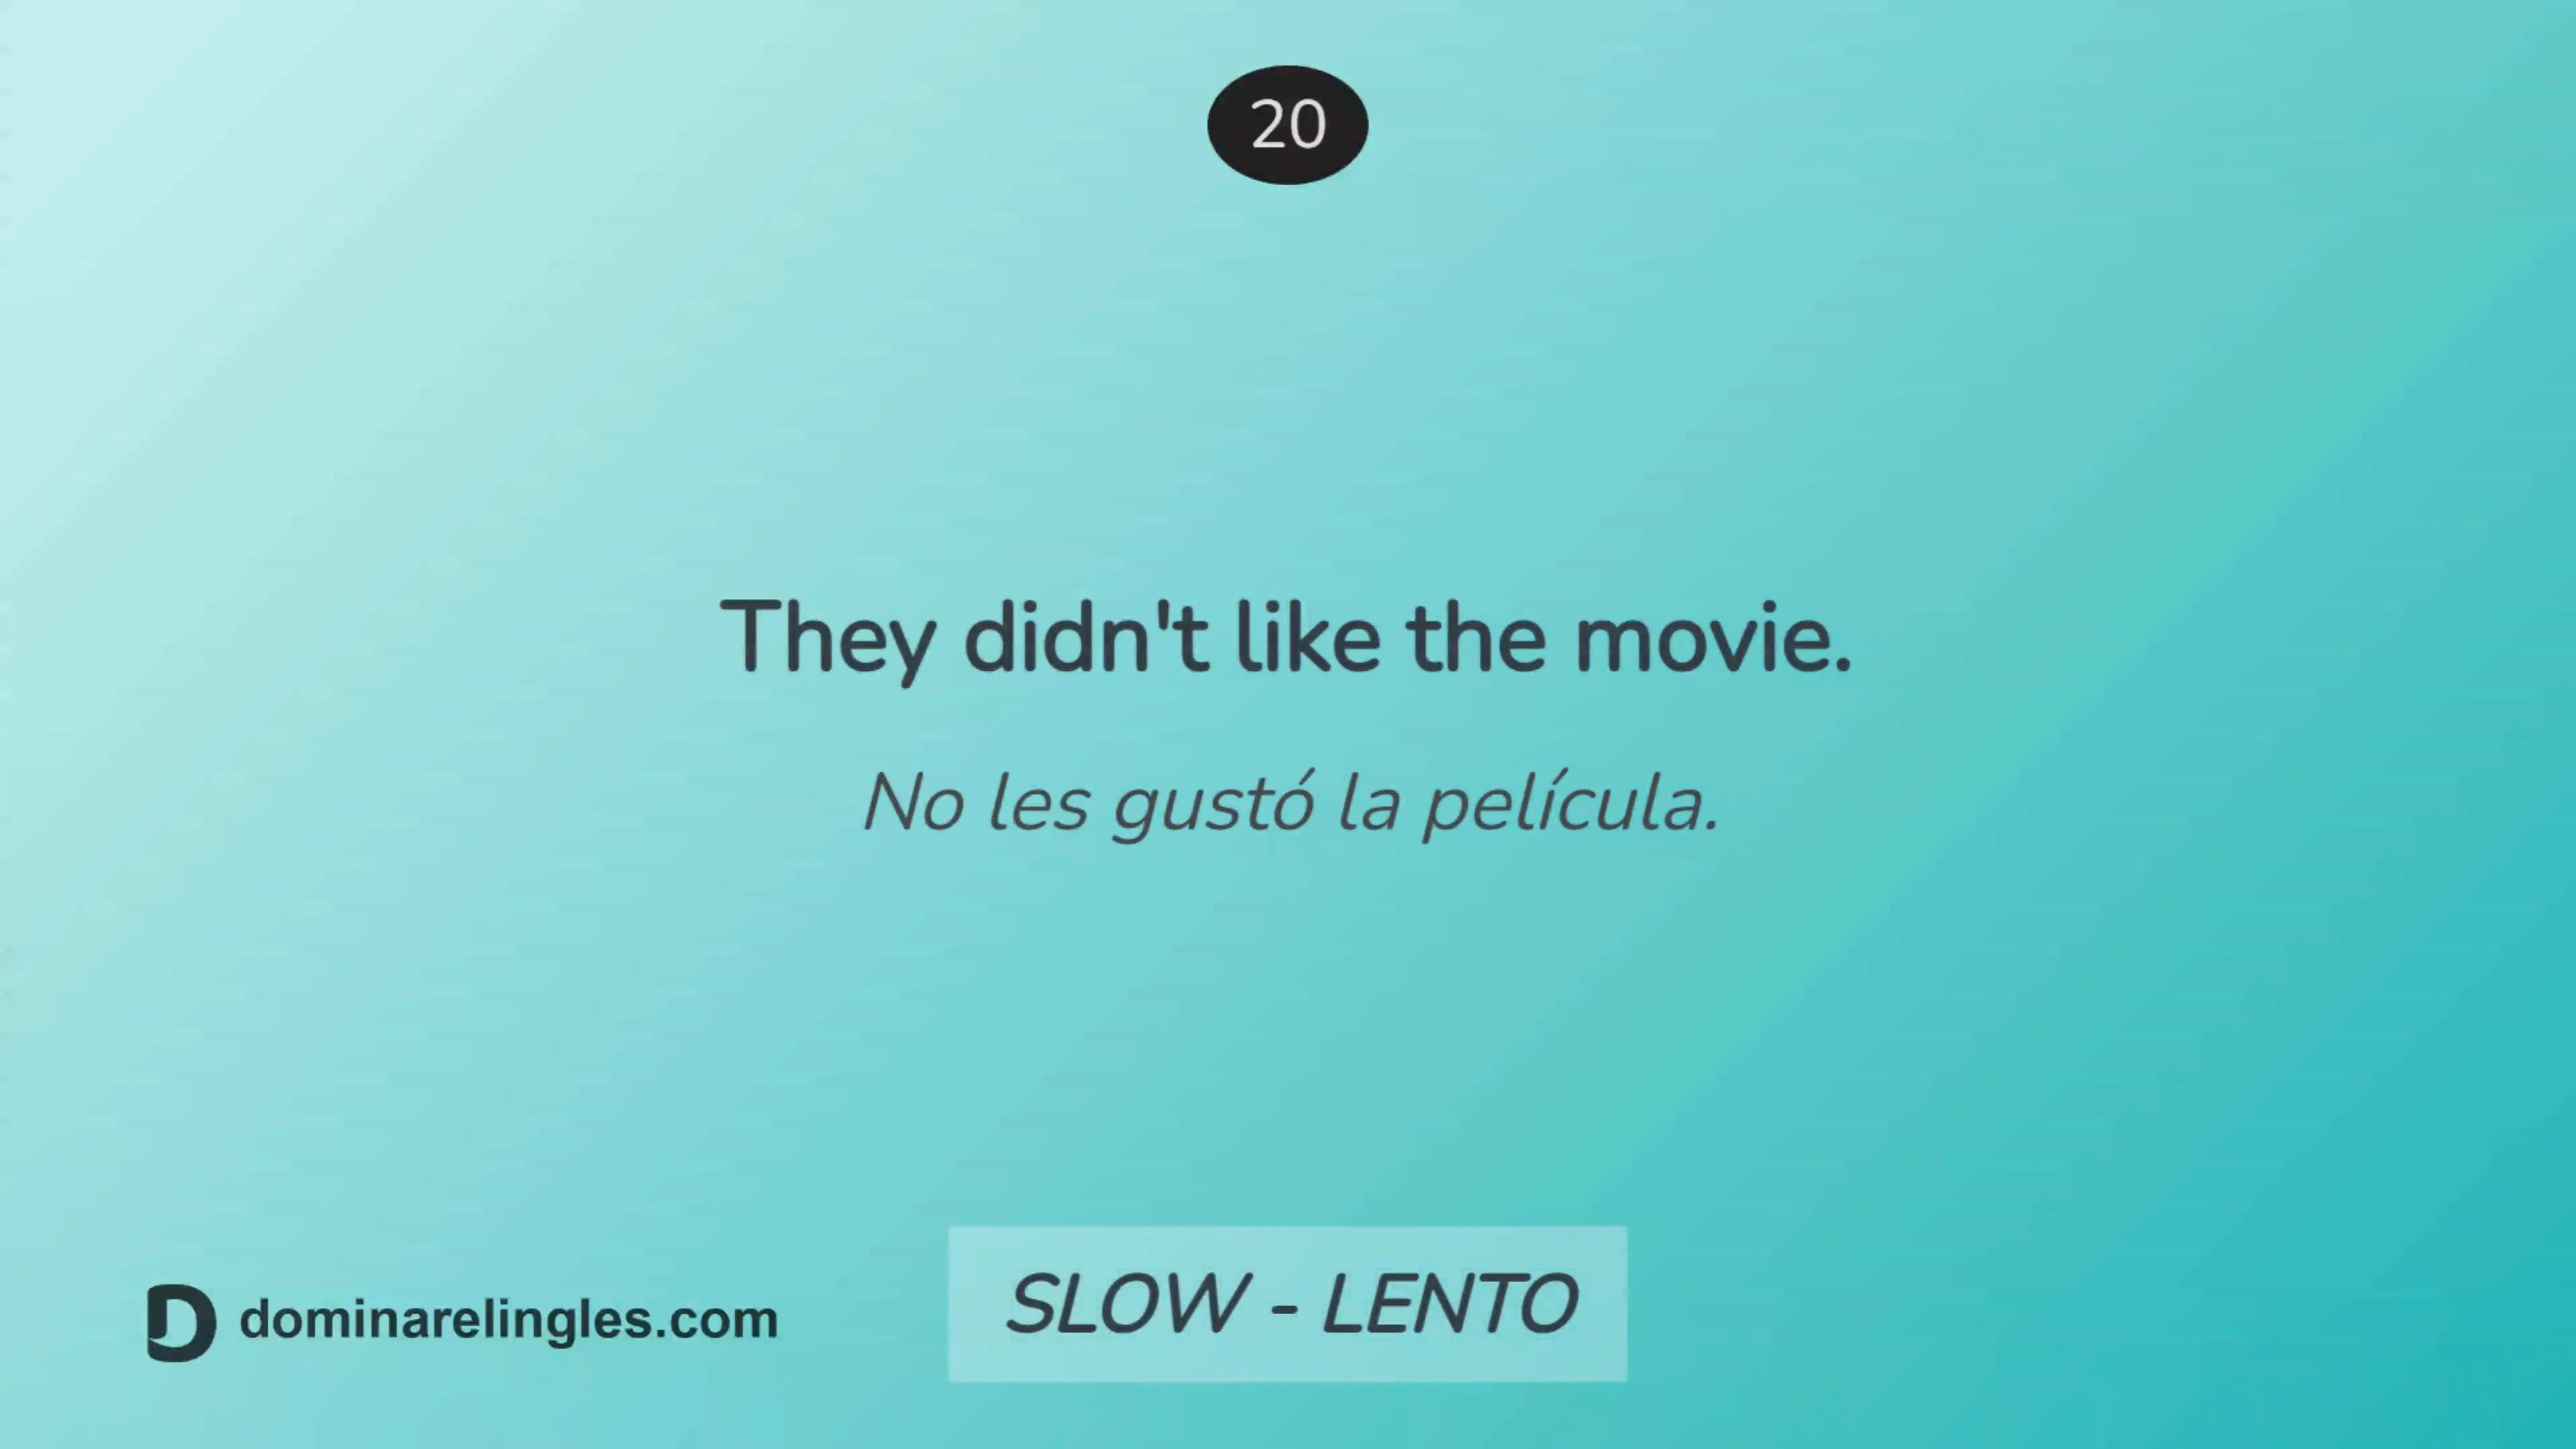 20
They didn't like the movie.
No les gustó la película.
SLOW - LENTO
dominarelingles.com